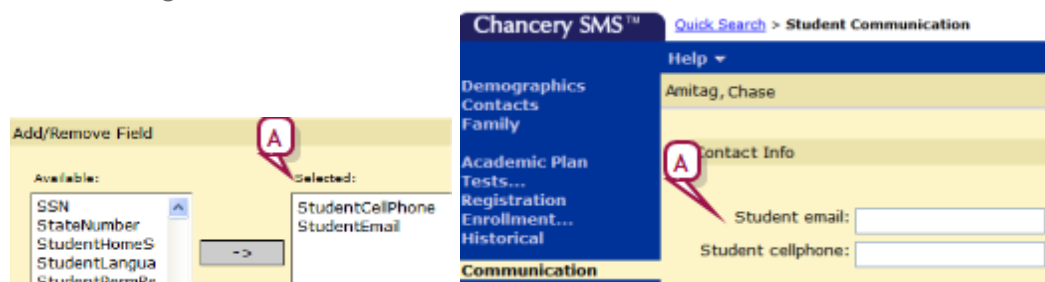 Add/Remove Field
A
Available:
Selected:
SSN
StateNumber
StudentHomeS
StudentLangua
->
StudentCellPhone
StudentEmail
Chancery SMS™
Quick Search > Student Communication
Help
Demographics
Contacts
Family
Academic Plan
Tests...
Registration
Enrollment...
Historical
Communication
Amitag, Chase
A
Contact Info
Student email:
Student cellphone: